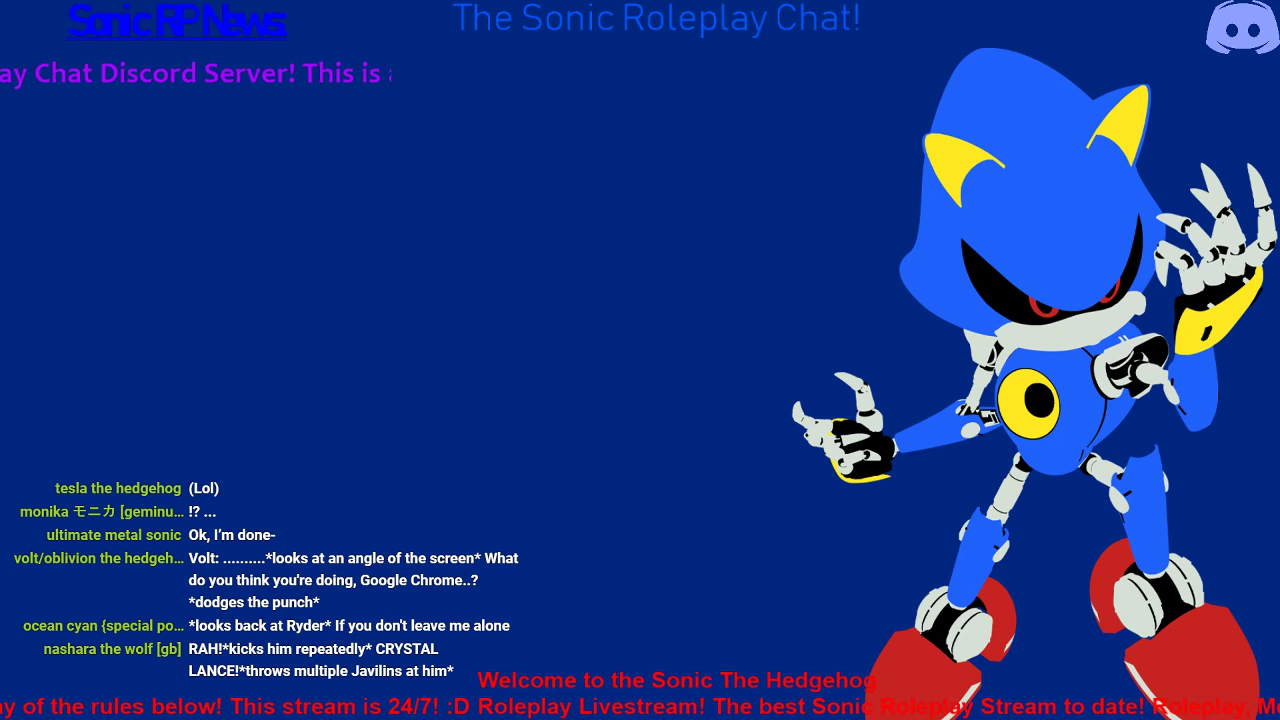 Sonic RP News
The Sonic Roleplay Chat!
ay Chat Discord Server! This is
tesla the hedgehog (Lol)
monika モニカ [geminu… !? ...
ultimate metal sonic Ok, I'm done-
volt/oblivion the hedgeh… Volt: ..........*looks at an angle of the screen* What
do you think you're doing, Google Chrome..?
*dodges the punch*
ocean cyan {special po… *looks back at Ryder* If you don't leave me alone
nashara the wolf [gb] RAH!*kicks him repeatedly* CRYSTAL
LANCE!*throws multiple Javilins at him*
Welcome to the Sonic The Hedgehog
ny of the rules below! This stream is 24/7! :D Roleplay Livestream! The best Sonic Roleplay Stream to date! Roleplay, M